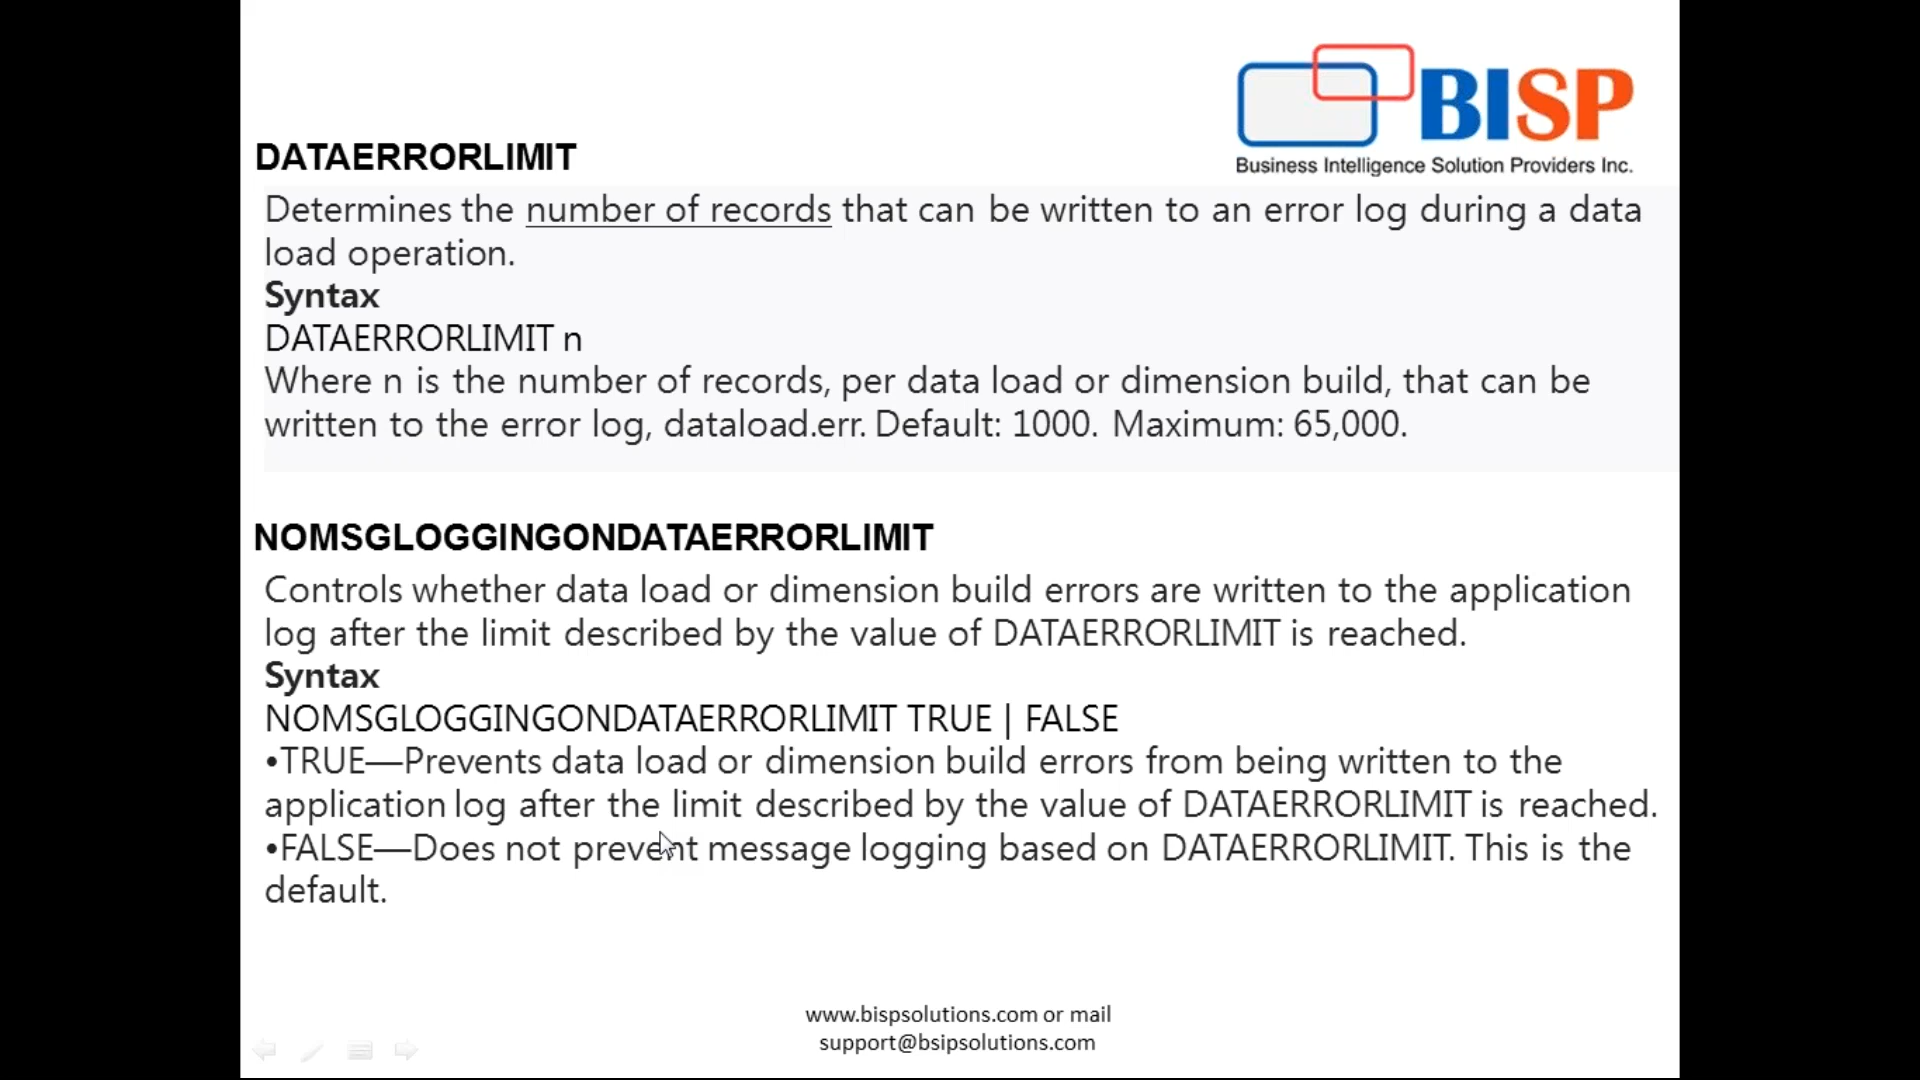 BISP
Business Intelligence Solution Providers Inc.
DATAERRORLIMIT
Determines the number of records that can be written to an error log during a data
load operation.
Syntax
DATAERRORLIMIT n
Where n is the number of records, per data load or dimension build, that can be
written to the error log, dataload.err. Default: 1000. Maximum: 65,000.
NOMSGLOGGINGONDATAERRORLIMIT
Controls whether data load or dimension build errors are written to the application
log after the limit described by the value of DATAERRORLIMIT is reached.
Syntax
NOMSGLOGGINGONDATAERRORLIMIT TRUE | FALSE
•TRUE—Prevents data load or dimension build errors from being written to the
application log after the limit described by the value of DATAERRORLIMIT is reached.
•FALSE—Does not prevent message logging based on DATAERRORLIMIT. This is the
default.
www.bispsolutions.com or mail
support@bsipsolutions.com